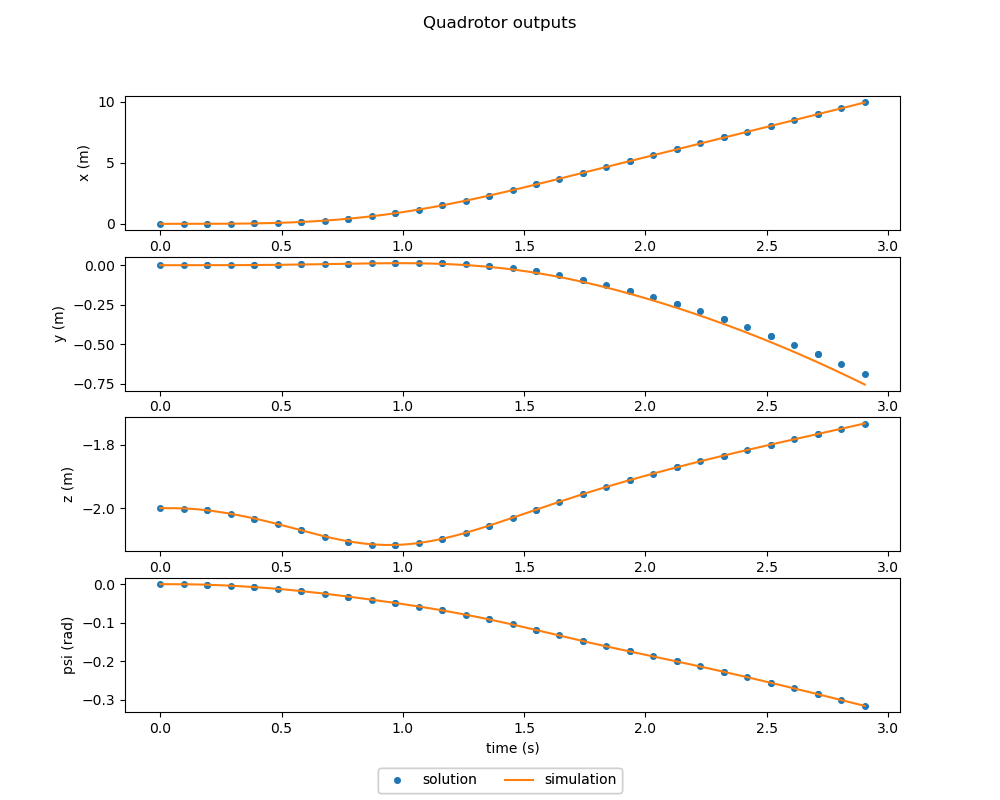 Quadrotor outputs
10
5
0
x (m)
0.0 0.5 1.0 1.5 2.0 2.5 3.0
0.00
−0.25
−0.50
−0.75
y (m)
0.0 0.5 1.0 1.5 2.0 2.5 3.0
−1.8
−2.0
z (m)
0.0 0.5 1.0 1.5 2.0 2.5 3.0
0.0
−0.1
−0.2
−0.3
psi (rad)
0.0 0.5 1.0 1.5 2.0 2.5 3.0
time (s)
solution simulation